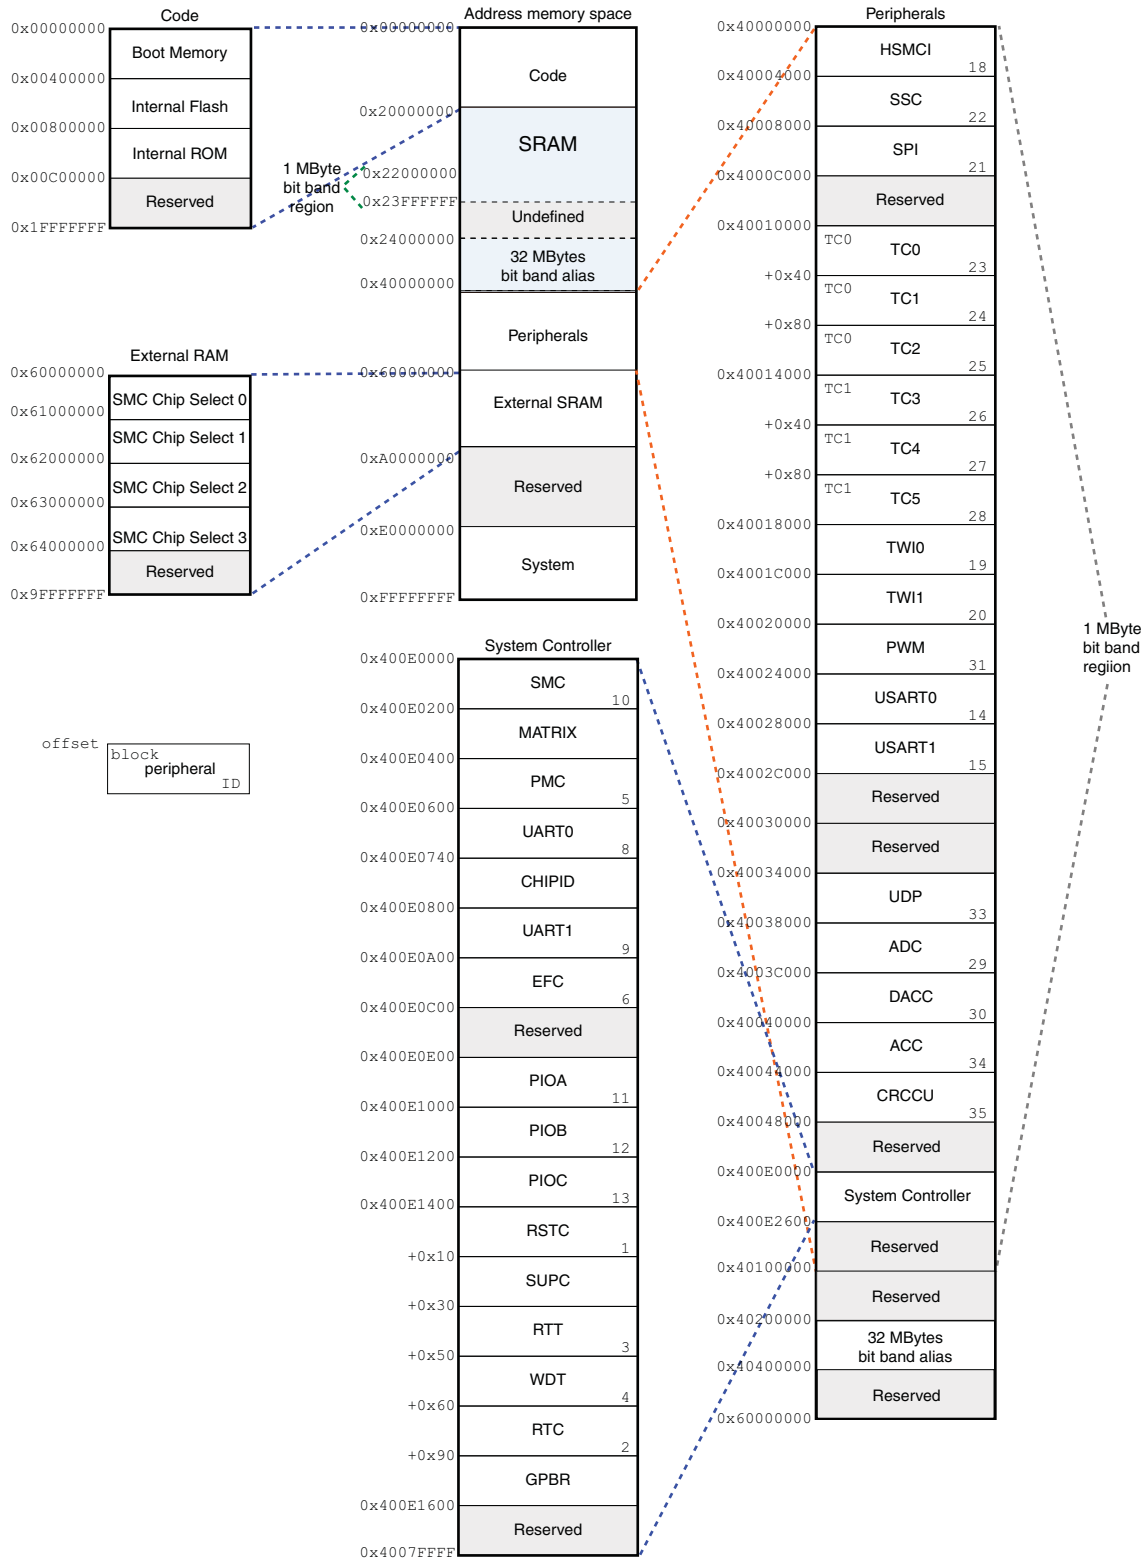 Code
0x00000000
Boot Memory
0x00400000
Internal Flash
0x00800000
Internal ROM
0x00C00000
Reserved
0x1FFFFFFF
1 MByte
bit band
region
External RAM
0x60000000
SMC Chip Select 0
0x61000000
SMC Chip Select 1
0x62000000
SMC Chip Select 2
0x63000000
SMC Chip Select 3
0x64000000
Reserved
0x9FFFFFFF
offset
block
peripheral
ID
Address memory space
0x00000000
Code
0x20000000
SRAM
0x22000000
0x23FFFFFF
Undefined
0x24000000
32 MBytes
bit band alias
0x40000000
Peripherals
0x60000000
External SRAM
0xA0000000
Reserved
0xE0000000
System
0xFFFFFFFF
System Controller
0x400E0000
SMC
10
0x400E0200
MATRIX
0x400E0400
PMC
5
0x400E0600
UART0
8
0x400E0740
CHIPID
0x400E0800
UART1
9
0x400E0A00
EFC
6
0x400E0C00
Reserved
0x400E0E00
PIOA
11
0x400E1000
PIOB
12
0x400E1200
PIOC
13
0x400E1400
RSTC
1
+0x10
SUPC
+0x30
RTT
3
+0x50
WDT
4
+0x60
RTC
2
+0x90
GPBR
0x400E1600
Reserved
0x4007FFFF
Peripherals
0x40000000
HSMCI
18
0x40004000
SSC
22
0x40008000
SPI
21
0x4000C000
Reserved
0x40010000
TC0
TC0
23
+0x40
TC0
TC1
24
+0x80
TC0
TC2
25
0x40014000
TC1
TC3
26
+0x40
TC1
TC4
27
+0x80
TC1
TC5
28
0x40018000
TWI0
19
0x4001C000
TWI1
20
0x40020000
PWM
31
0x40024000
USART0
14
0x40028000
USART1
15
0x4002C000
Reserved
0x40030000
Reserved
0x40034000
UDP
33
0x40038000
ADC
29
0x4003C000
DACC
30
0x40040000
ACC
34
0x40044000
CRCCU
35
0x40048000
Reserved
0x400E0000
System Controller
0x400E2600
Reserved
0x40100000
Reserved
0x40200000
32 MBytes
bit band alias
0x40400000
Reserved
0x60000000
1 MByte
bit band
regiion